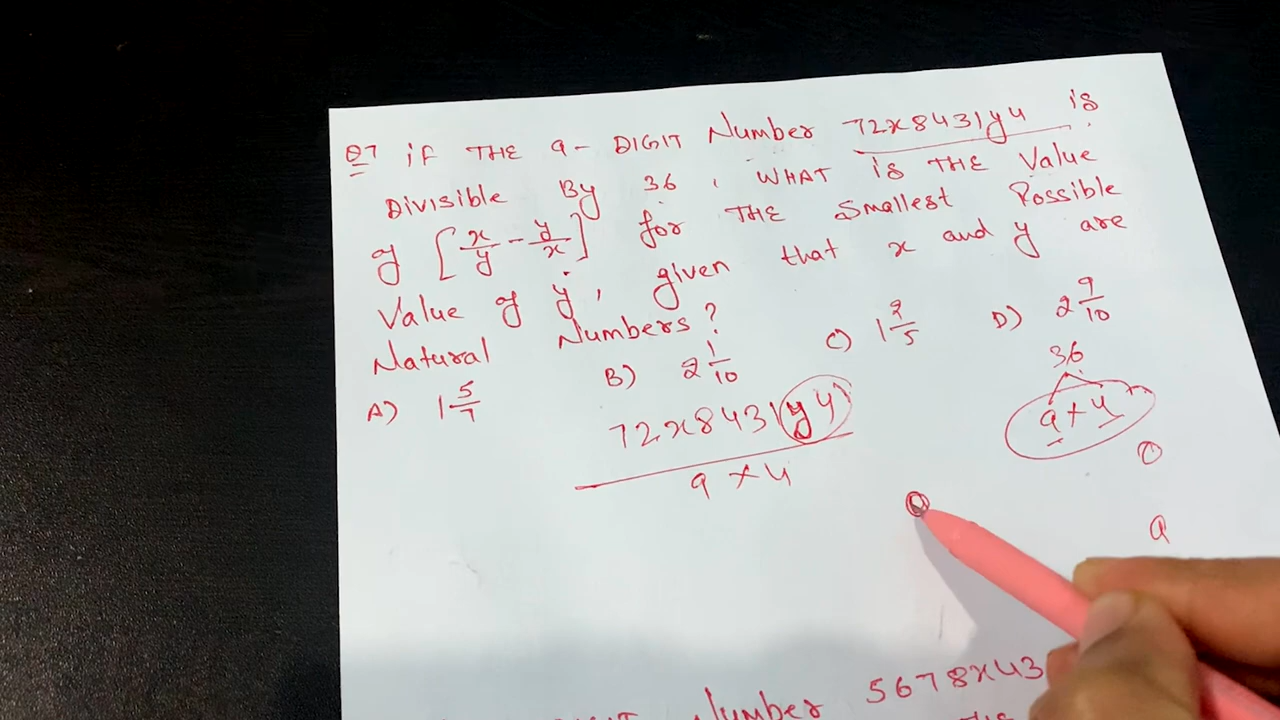 Q7 iF THE 9- DIGIT Number 72x8431y4 is
Divisible By 36 , WHAT is THE Value
of [x/y - y/x] for THE Smallest Possible
Value of y, given that x and y are
Natural Numbers?
A) 1 5/7 B) 2 1/10 C) 1 2/5 D) 2 9/10
36
72x8431y4
9 × 4
9 × 4
0
9
Number 5678x43